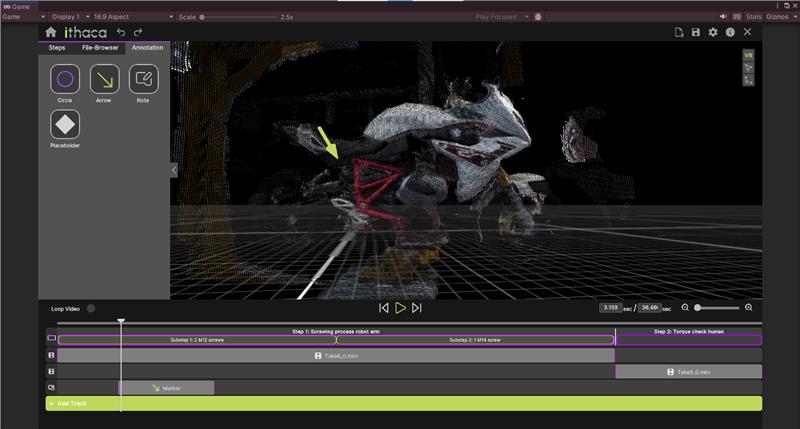 Game
Game Display 1 16:9 Aspect Scale 2.5x Play Focused Stats Gizmos
ithaca
Steps File-Browser Annotation
VR
Circle Arrow Note
Placeholder
Loop Video 3.159 sec / 36.46 sec
Step 1: Screwing process robot arm Step 2: Torque check human
Substep 1: 2 M12 screws Substep 2: 1 M14 screw
Take8_0.mkv
Take8_0.mkv
Marker
+ Add Track